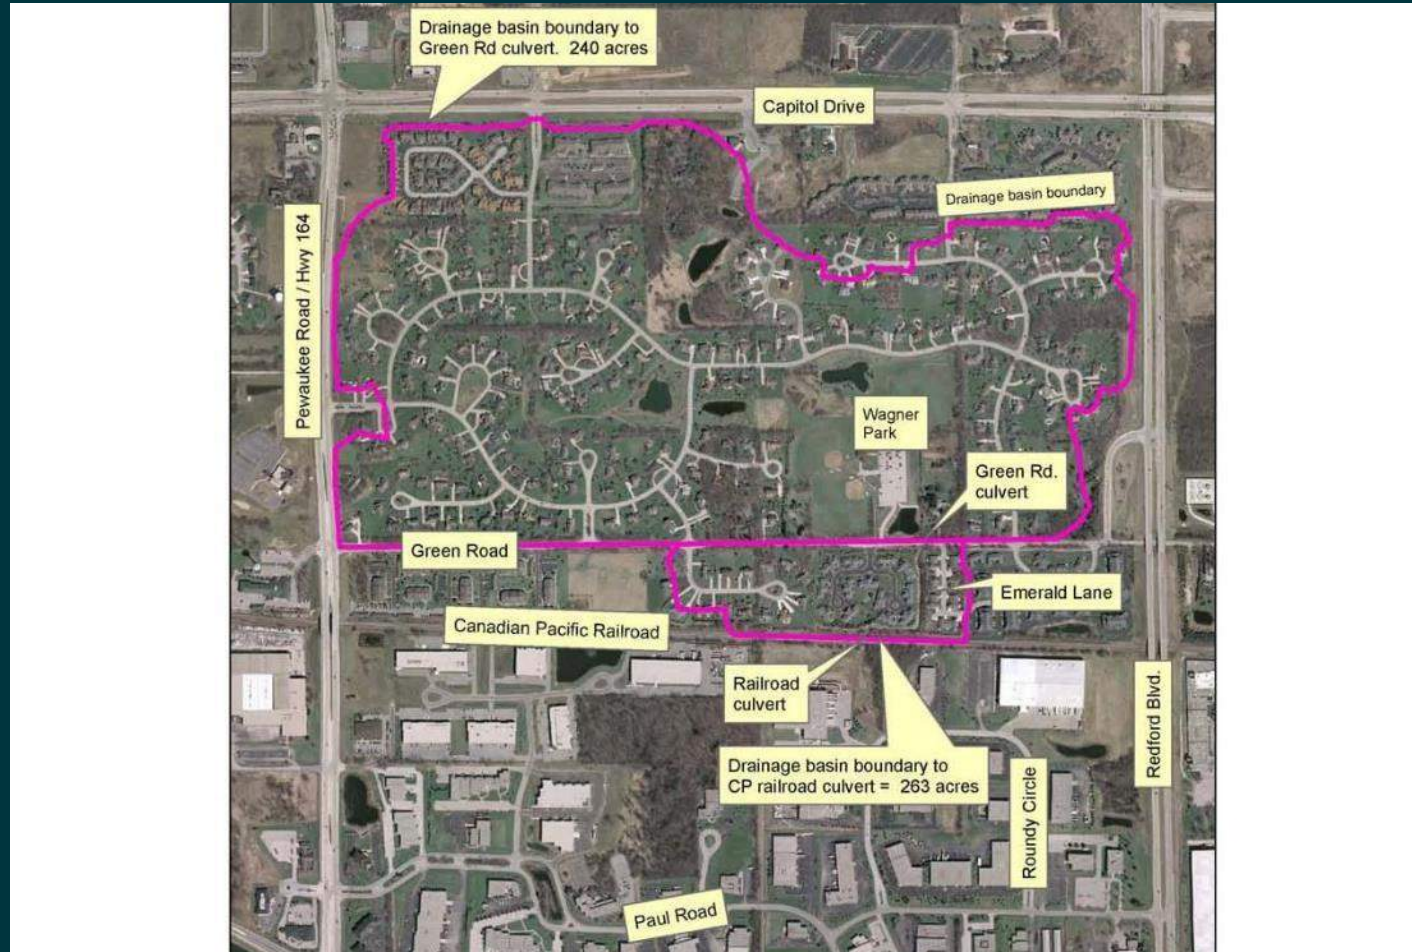 Drainage basin boundary to
Green Rd culvert. 240 acres
Capitol Drive
Drainage basin boundary
Pewaukee Road / Hwy 164
Wagner
Park
Green Rd.
culvert
Green Road
Emerald Lane
Canadian Pacific Railroad
Railroad
culvert
Redford Blvd.
Drainage basin boundary to
CP railroad culvert = 263 acres
Roundy Circle
Paul Road